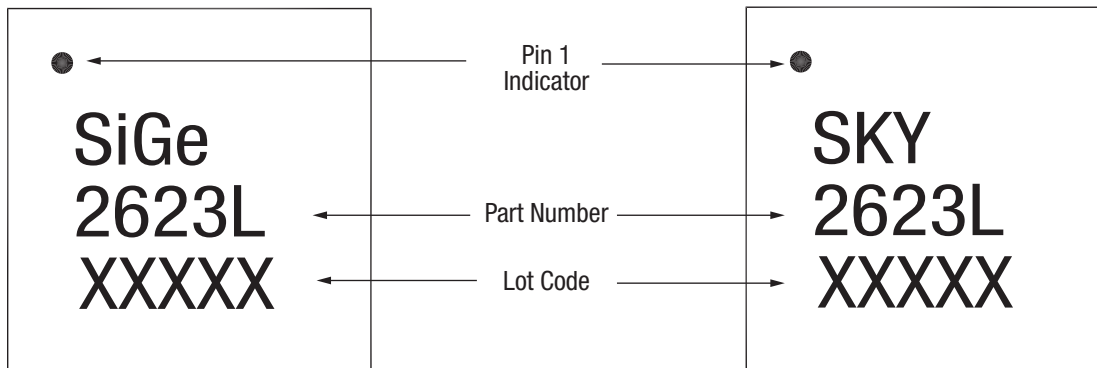 SiGe
2623L
XXXXX
Pin 1
Indicator
Part Number
Lot Code
SKY
2623L
XXXXX